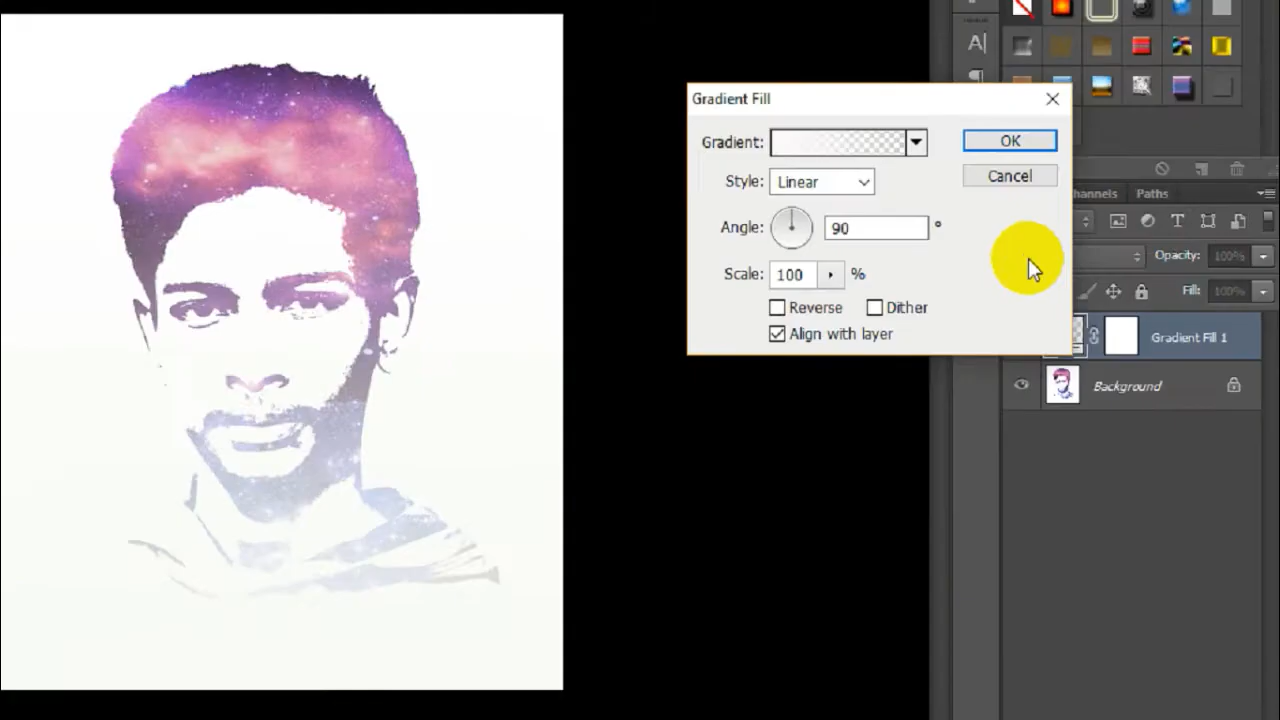 A|
Gradient Fill
Gradient:
OK
Style:
Linear
Cancel
Angle:
90
°
Scale:
100
%
Reverse
Dither
Align with layer
hannels
Paths
Opacity:
100%
Fill:
100%
Gradient Fill 1
Background